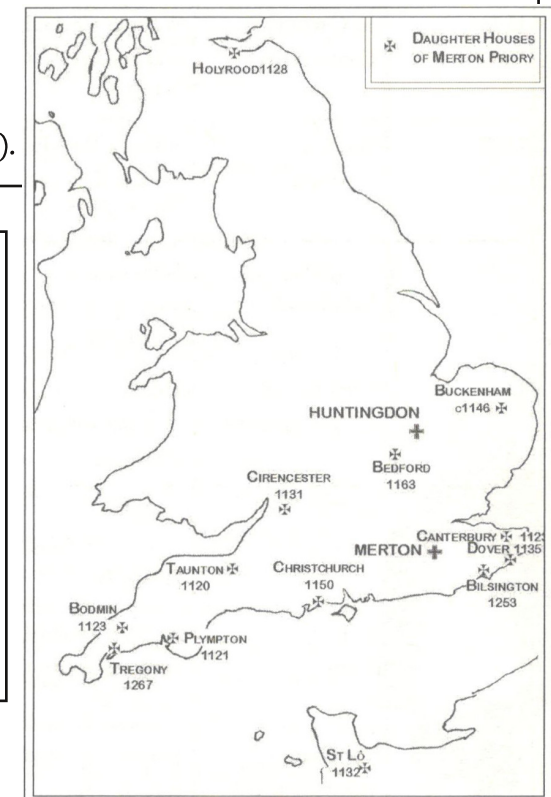 DAUGHTER HOUSES
OF MERTON PRIORY
HOLYROOD 1128
).
BUCKENHAM
c1146
HUNTINGDON
BEDFORD
1163
CIRENCESTER
1131
CANTERBURY
DOVER 1135
MERTON
TAUNTON
1120
CHRISTCHURCH
1150
BILSINGTON
1253
BODMIN
1123
PLYMPTON
1121
TREGONY
1267
ST LÔ
1132